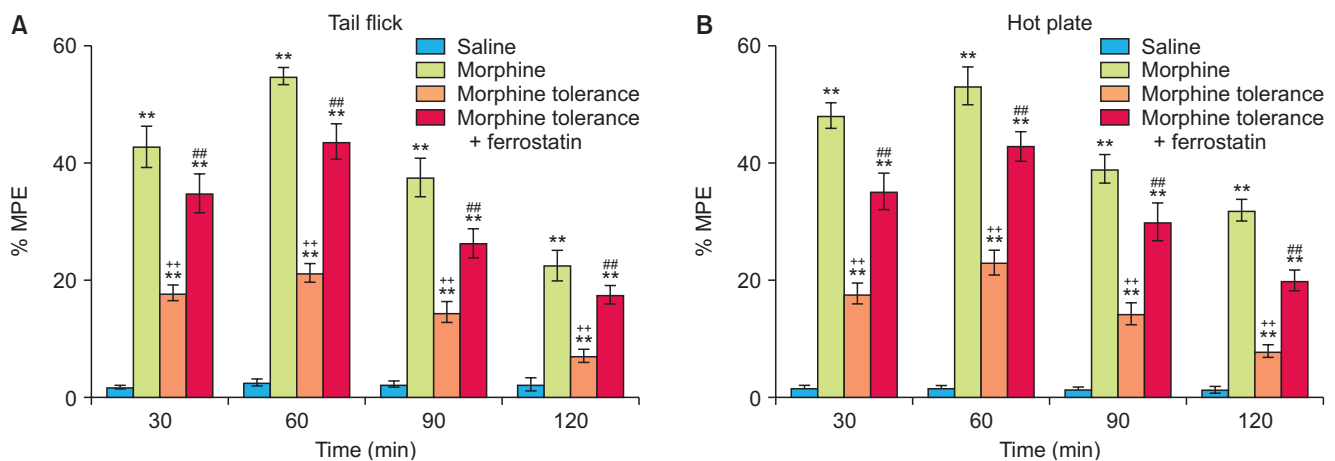 A
Tail flick
% MPE
60
40
20
0
Saline
Morphine
Morphine tolerance
Morphine tolerance
+ ferrostatin
**
++
**
##
**
**
++
**
##
**
**
++
**
##
**
**
++
**
##
**
30 60 90 120
Time (min)
B
Hot plate
% MPE
60
40
20
0
Saline
Morphine
Morphine tolerance
Morphine tolerance
+ ferrostatin
**
++
**
##
**
**
++
**
##
**
**
++
**
##
**
**
++
**
##
**
30 60 90 120
Time (min)